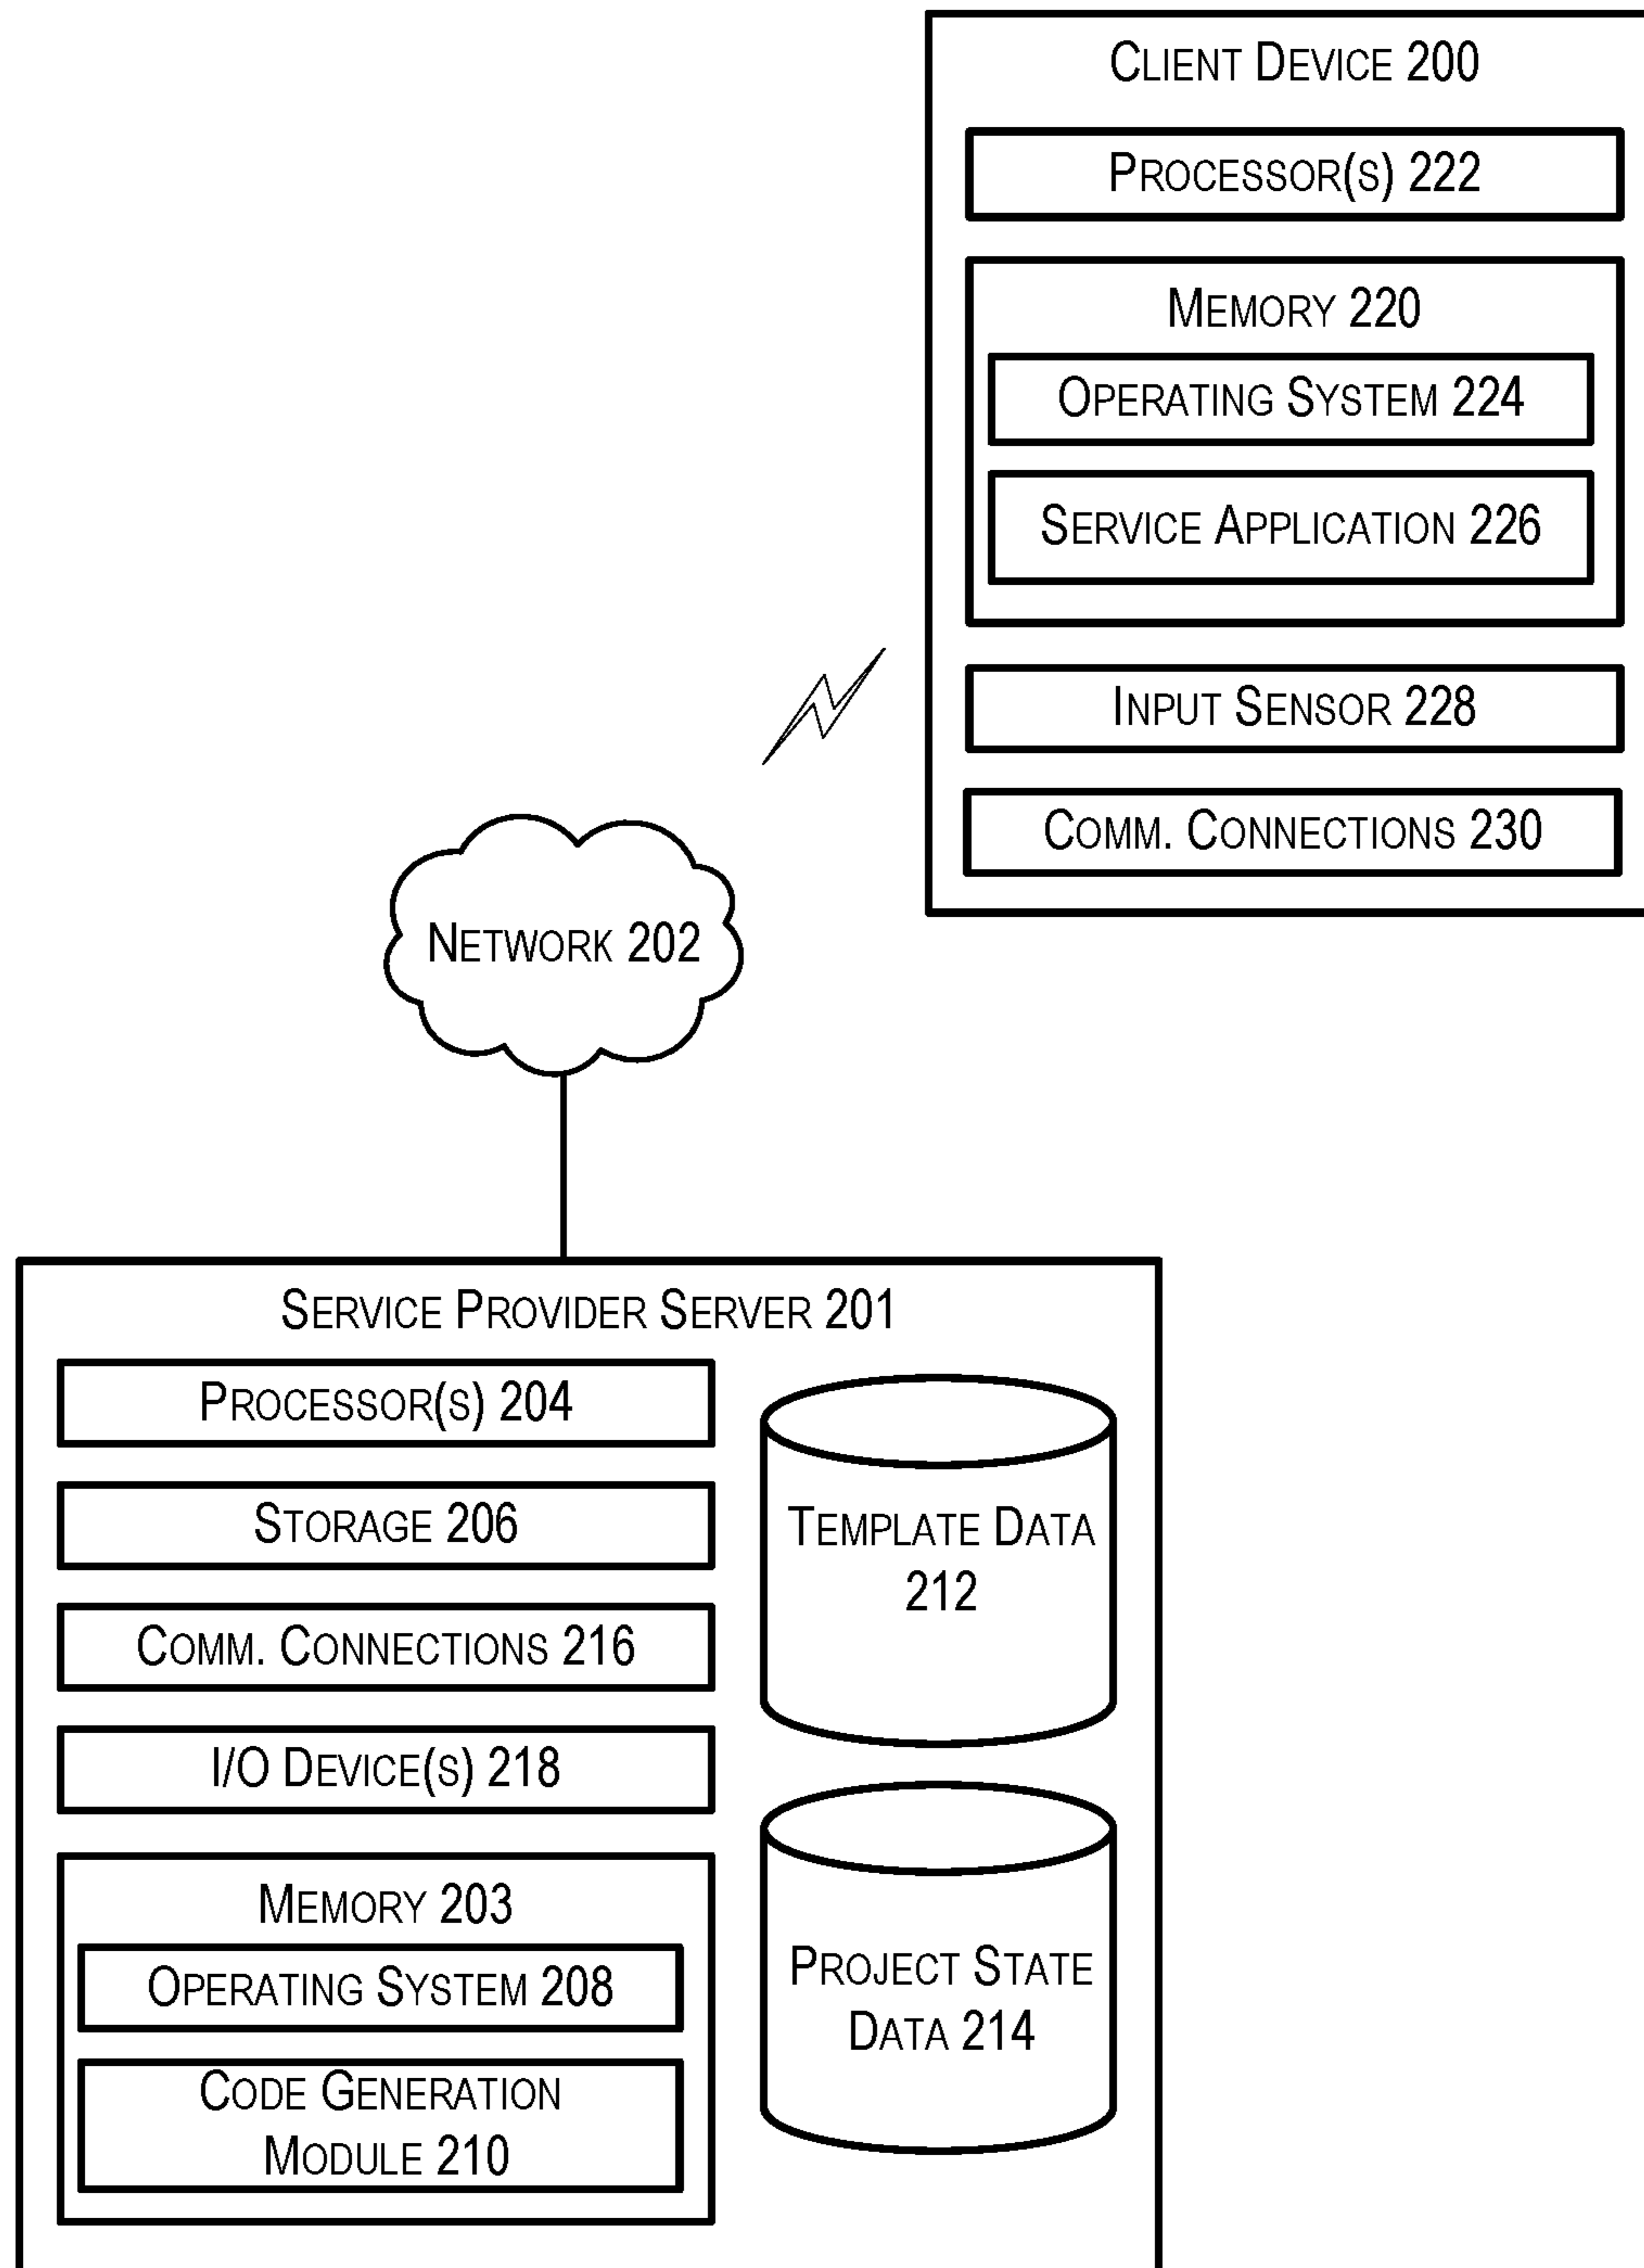 CLIENT DEVICE 200
PROCESSOR(S) 222
MEMORY 220
OPERATING SYSTEM 224
SERVICE APPLICATION 226
INPUT SENSOR 228
COMM. CONNECTIONS 230
NETWORK 202
SERVICE PROVIDER SERVER 201
PROCESSOR(S) 204
STORAGE 206
COMM. CONNECTIONS 216
I/O DEVICE(S) 218
MEMORY 203
OPERATING SYSTEM 208
CODE GENERATION
MODULE 210
TEMPLATE DATA
212
PROJECT STATE
DATA 214